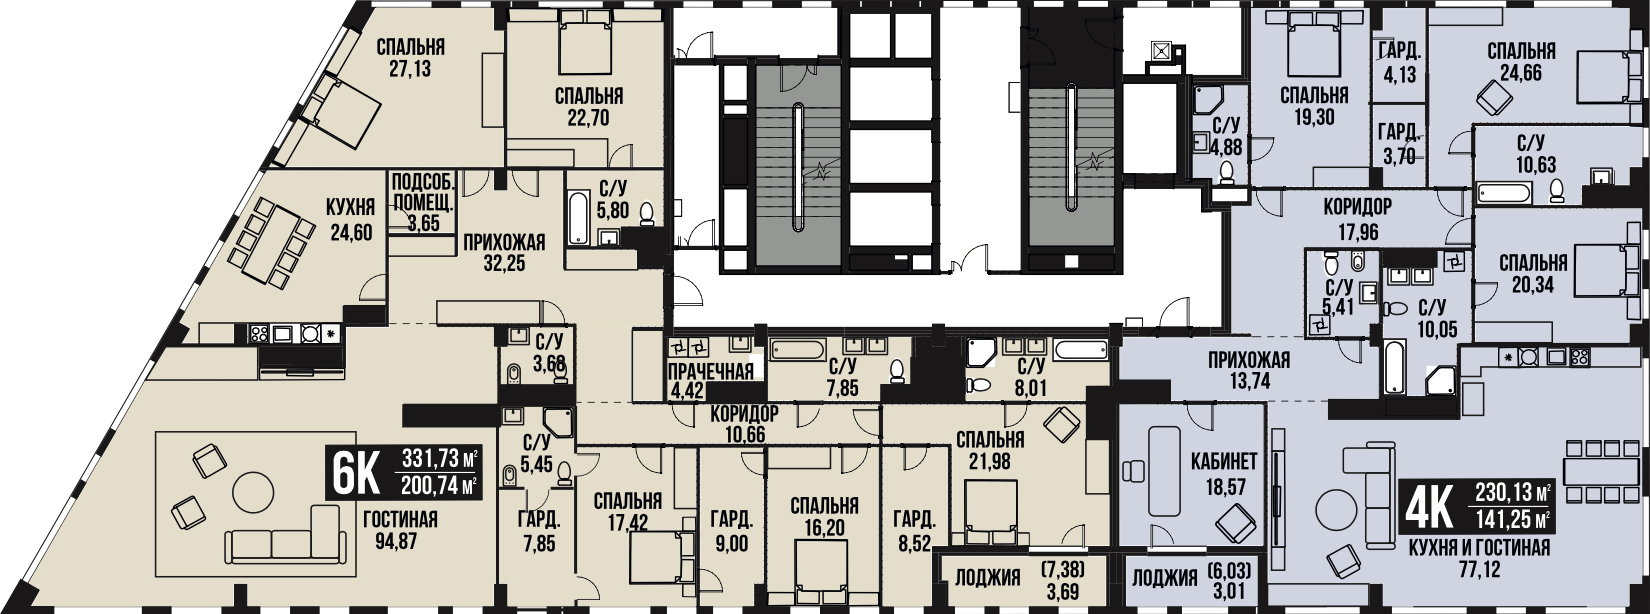 СПАЛЬНЯ
27,13
СПАЛЬНЯ
22,70
КУХНЯ
24,60
ПОДСОБ.
ПОМЕЩ.
3,65
ПРИХОЖАЯ
32,25
С/У
5,80
С/У
3,68
ПРАЧЕЧНАЯ
4,42
С/У
7,85
С/У
8,01
КОРИДОР
10,66
С/У
5,45
6К
331,73 м²
200,74 м²
ГОСТИНАЯ
94,87
ГАРД.
7,85
СПАЛЬНЯ
17,42
ГАРД.
9,00
СПАЛЬНЯ
16,20
ГАРД.
8,52
СПАЛЬНЯ
21,98
ЛОДЖИЯ (7,38)
3,69
С/У
4,88
СПАЛЬНЯ
19,30
ГАРД.
4,13
ГАРД.
3,70
СПАЛЬНЯ
24,66
С/У
10,63
КОРИДОР
17,96
СПАЛЬНЯ
20,34
С/У
5,41
С/У
10,05
ПРИХОЖАЯ
13,74
КАБИНЕТ
18,57
4К
230,13 м²
141,25 м²
КУХНЯ И ГОСТИНАЯ
77,12
ЛОДЖИЯ (6,03)
3,01